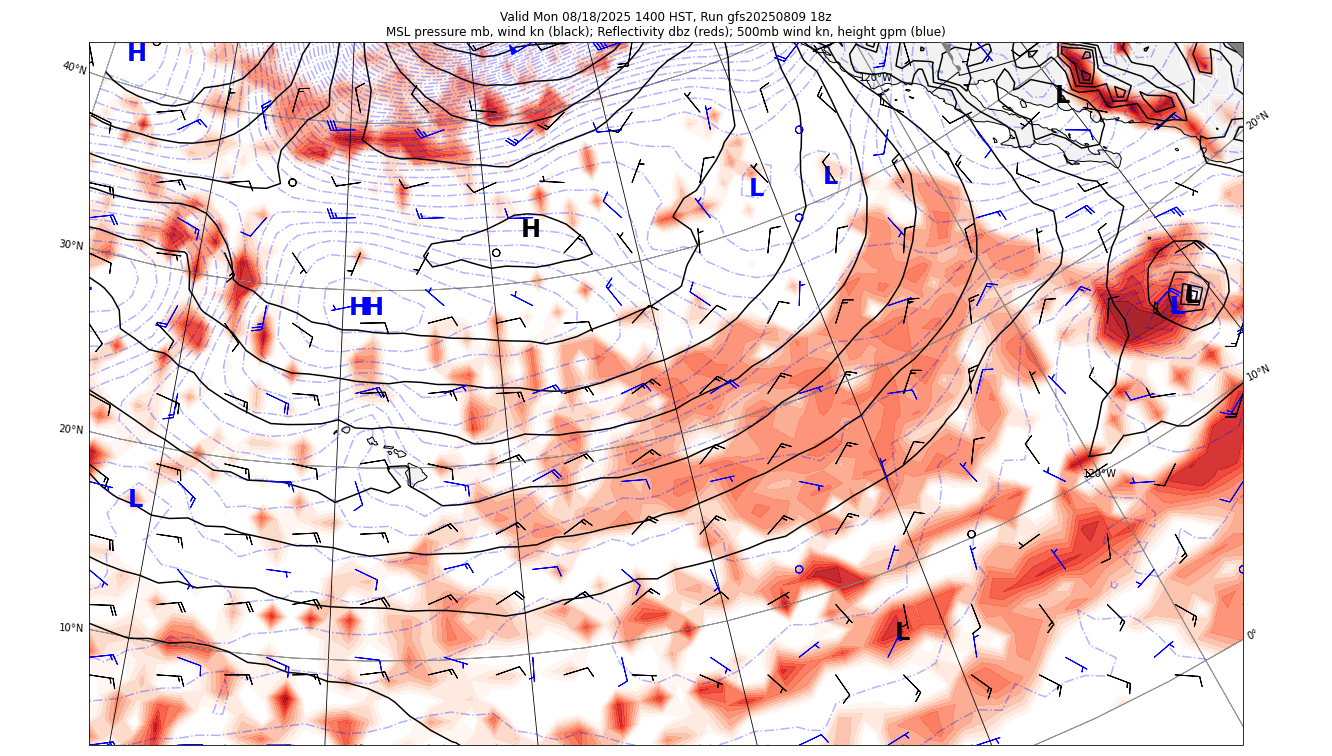 Valid Mon 08/18/2025 1400 HST, Run gfs20250809 18z
MSL pressure mb, wind kn (black); Reflectivity dbz (reds); 500mb wind kn, height gpm (blue)
H
40°N
120°W
L
20°N
L
L
H
30°N
HH
L
L
10°N
20°N
120°W
L
10°N
L
0°